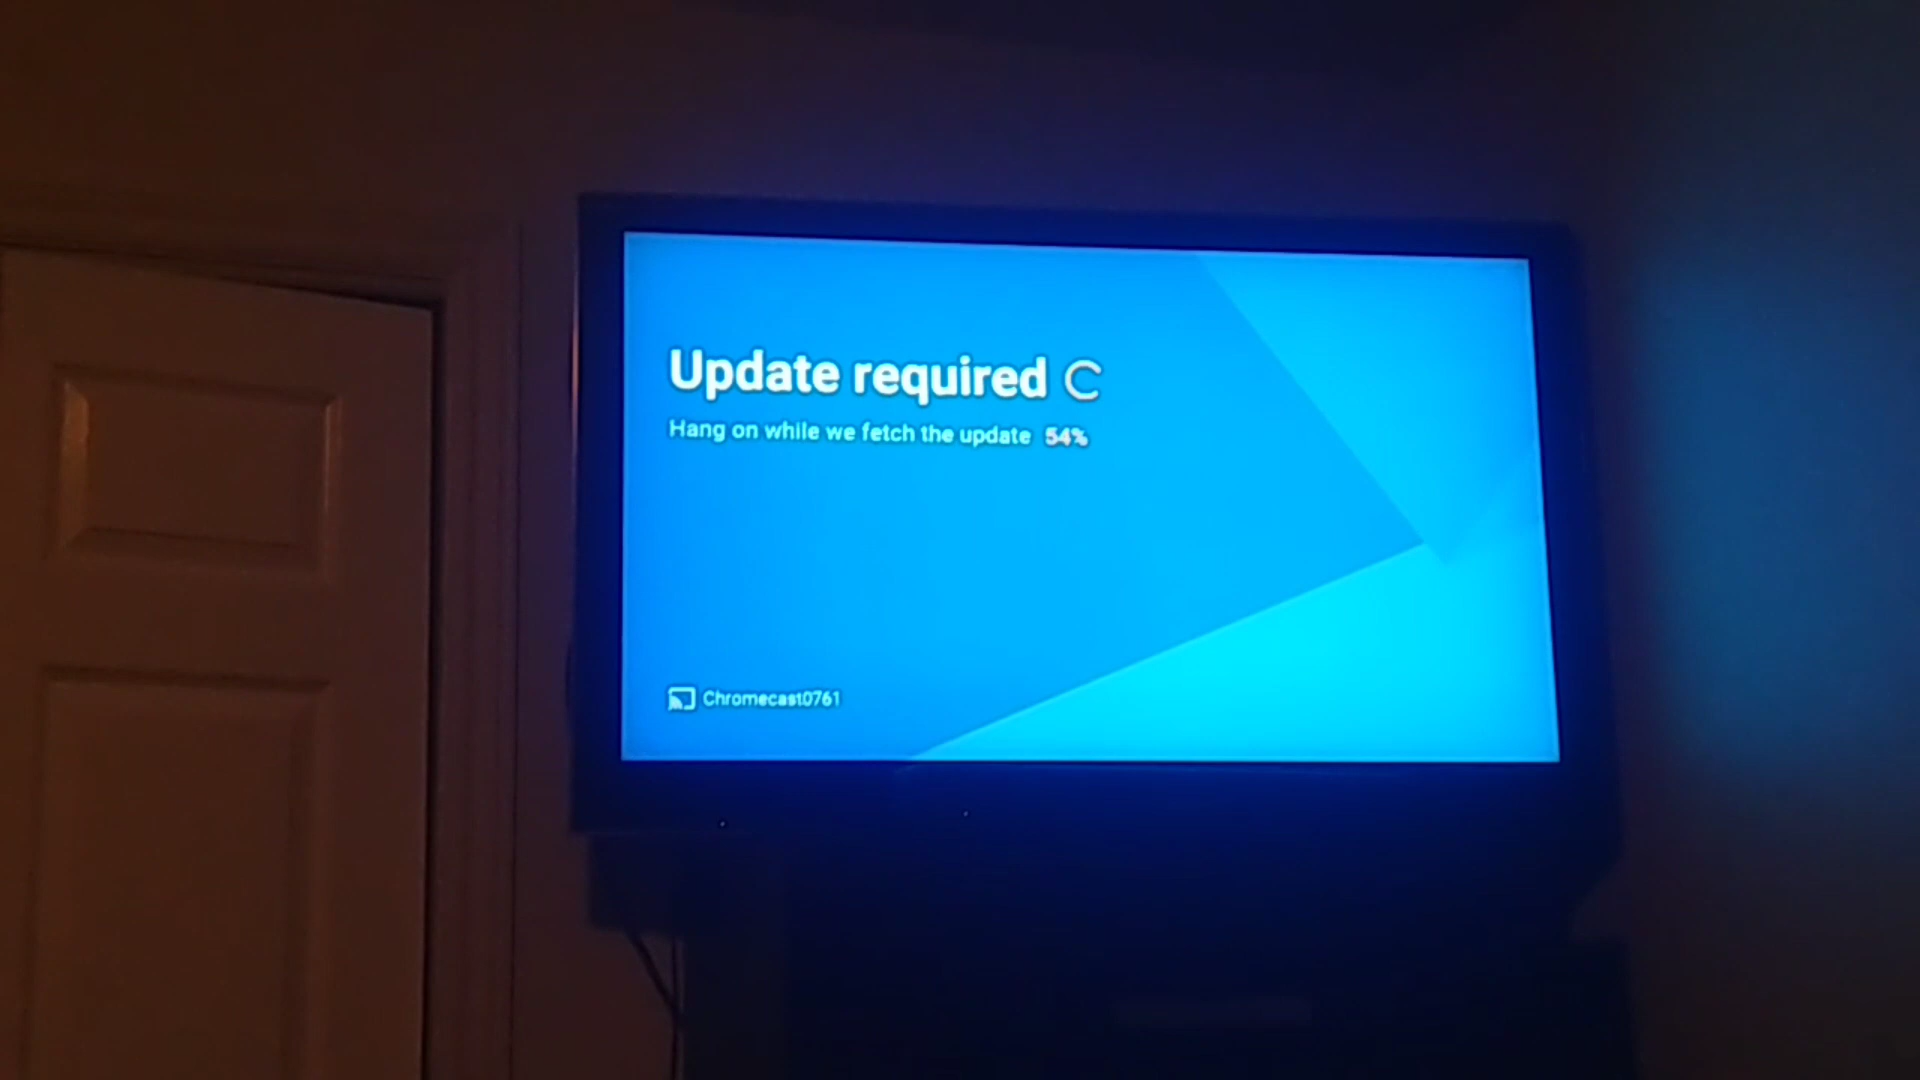 Update required
Hang on while we fetch the update 54%
Chromecast0761